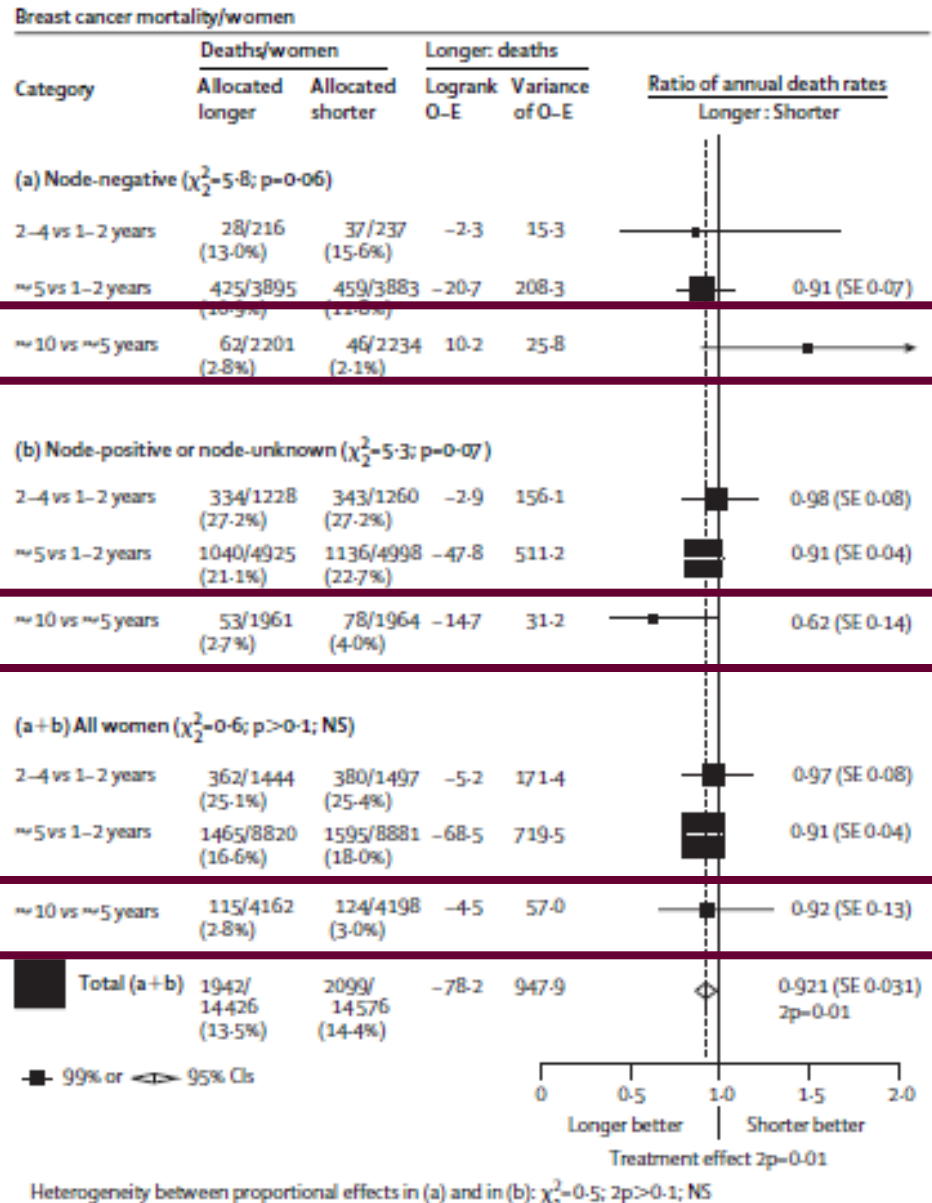 Breast cancer mortality/women
Deaths/women Longer: deaths
Category Allocated longer Allocated shorter Logrank O–E Variance of O–E Ratio of annual death rates
Longer : Shorter
(a) Node-negative (χ²₂=5·8; p=0·06)
2–4 vs 1–2 years 28/216 37/237 –2·3 15·3
(13·0%) (15·6%)
~5 vs 1–2 years 425/3895 459/3883 –20·7 208·3 0·91 (SE 0·07)
~10 vs ~5 years 62/2201 46/2234 10·2 25·8
(2·8%) (2·1%)
(b) Node-positive or node-unknown (χ²₂=5·3; p=0·07)
2–4 vs 1–2 years 334/1228 343/1260 –2·9 156·1 0·98 (SE 0·08)
(27·2%) (27·2%)
~5 vs 1–2 years 1040/4925 1136/4998 –47·8 511·2 0·91 (SE 0·04)
(21·1%) (22·7%)
~10 vs ~5 years 53/1961 78/1964 –14·7 31·2 0·62 (SE 0·14)
(2·7%) (4·0%)
(a+b) All women (χ²₂=0·6; p>0·1; NS)
2–4 vs 1–2 years 362/1444 380/1497 –5·2 171·4 0·97 (SE 0·08)
(25·1%) (25·4%)
~5 vs 1–2 years 1465/8820 1595/8881 –68·5 719·5 0·91 (SE 0·04)
(16·6%) (18·0%)
~10 vs ~5 years 115/4162 124/4198 –4·5 57·0 0·92 (SE 0·13)
(2·8%) (3·0%)
Total (a+b) 1942/ 2099/ –78·2 947·9 0·921 (SE 0·031)
14426 14576 2p=0·01
(13·5%) (14·4%)
99% or 95% CIs
0 0·5 1·0 1·5 2·0
Longer better Shorter better
Treatment effect 2p=0·01
Heterogeneity between proportional effects in (a) and in (b): χ²₁=0·5; 2p>0·1; NS